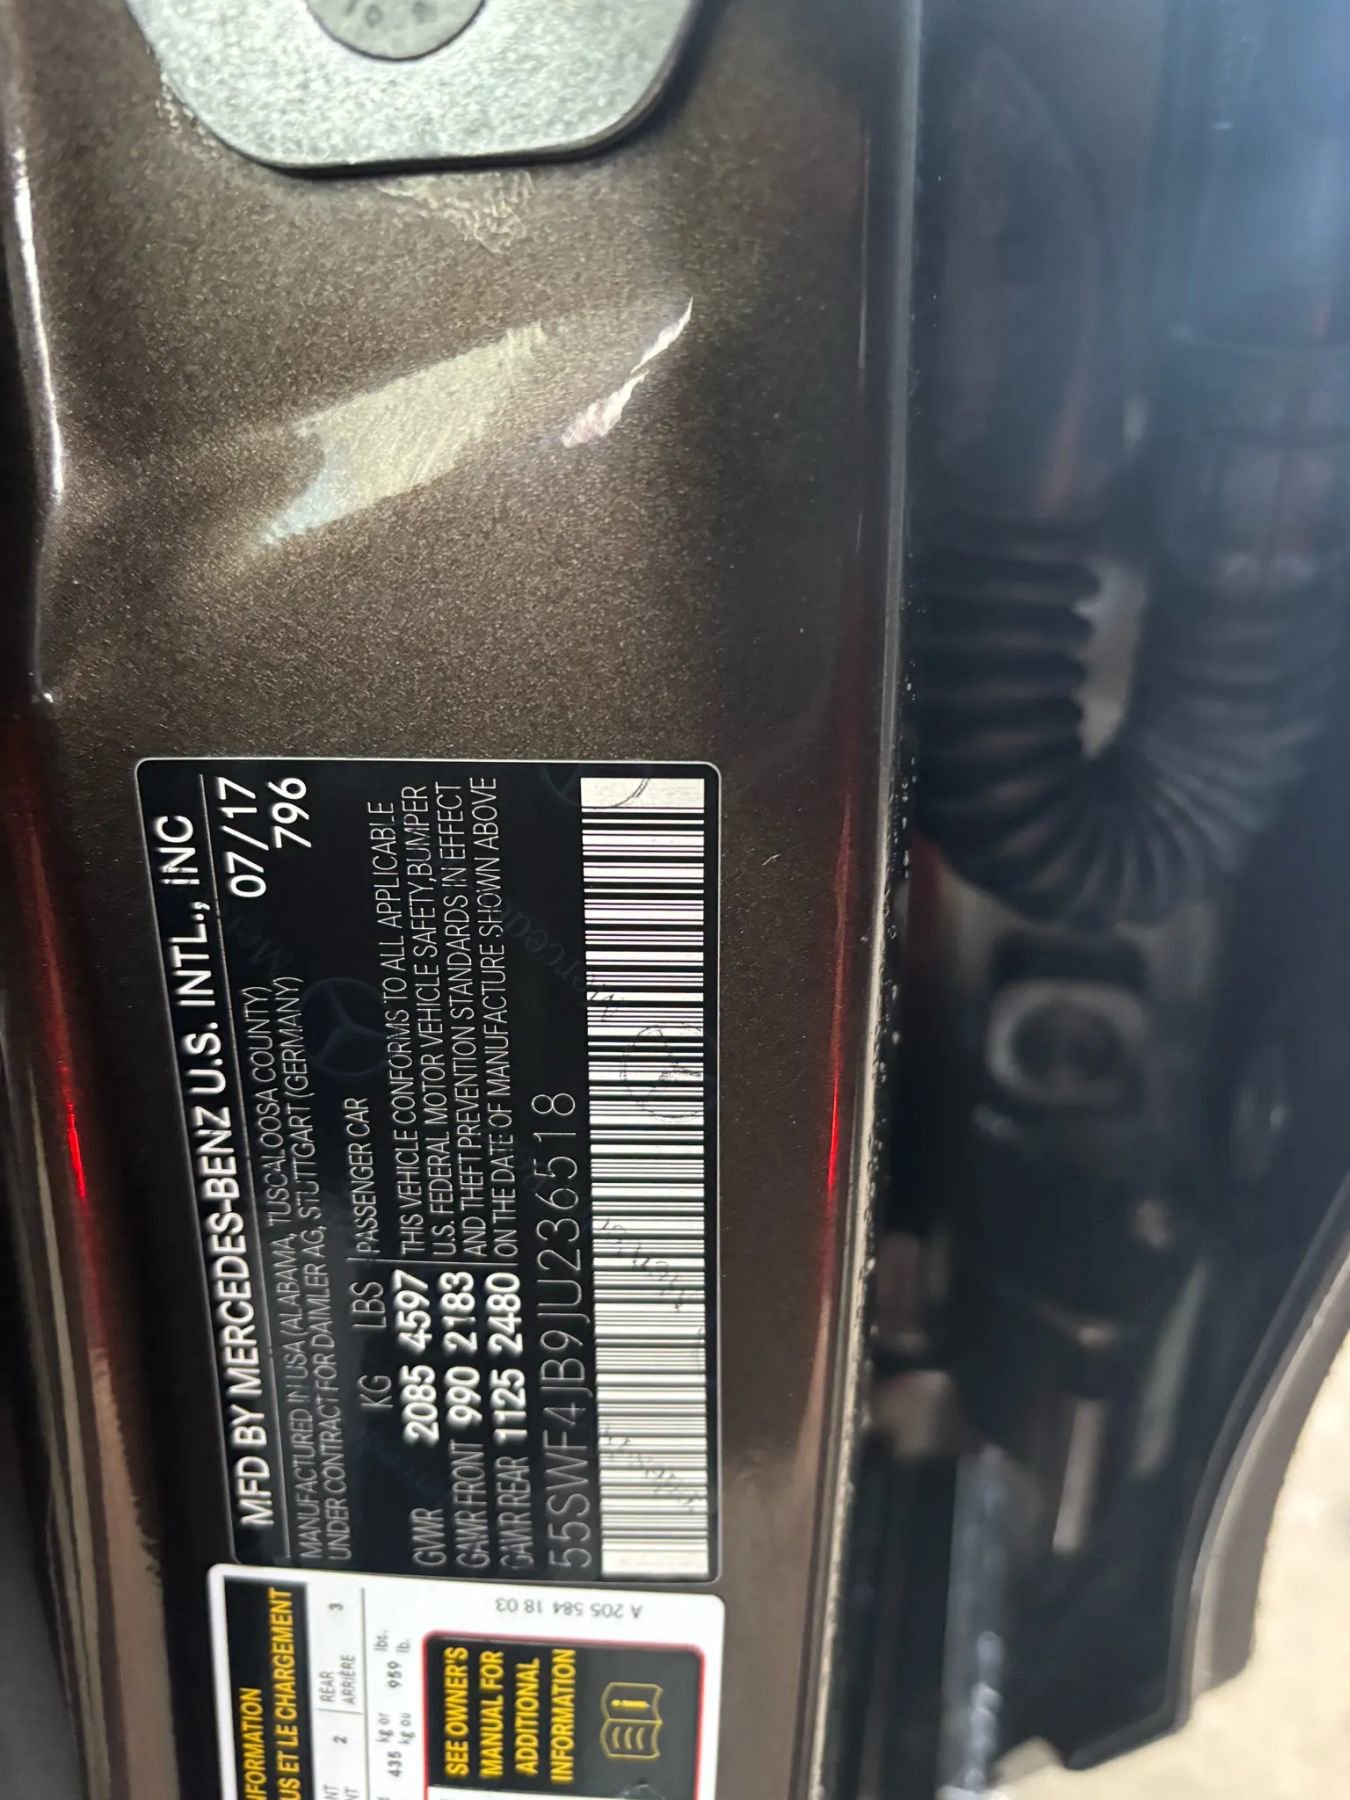 MFD BY MERCEDES-BENZ U.S. INTL., INC
MANUFACTURED IN USA (ALABAMA, TUSCALOOSA COUNTY) 07/17
UNDER CONTRACT FOR DAIMLER AG, STUTTGART (GERMANY) 796
KG LBS PASSENGER CAR
GVWR 2085 4597 THIS VEHICLE CONFORMS TO ALL APPLICABLE
GAWR FRONT 990 2183 U.S. FEDERAL MOTOR VEHICLE SAFETY, BUMPER
GAWR REAR 1125 2480 AND THEFT PREVENTION STANDARDS IN EFFECT
ON THE DATE OF MANUFACTURE SHOWN ABOVE
55SWF4JB9JU236518
A 205 584 18 03
ET LE CHARGEMENT
2 REAR 3
ARRIÈRE
435 kg or 959 lbs.
kg ou lb.
SEE OWNER'S
MANUAL FOR
ADDITIONAL
INFORMATION